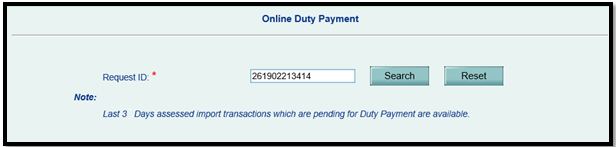 Online Duty Payment
Request ID: * 261902213414 Search Reset
Note:
Last 3 Days assessed import transactions which are pending for Duty Payment are available.